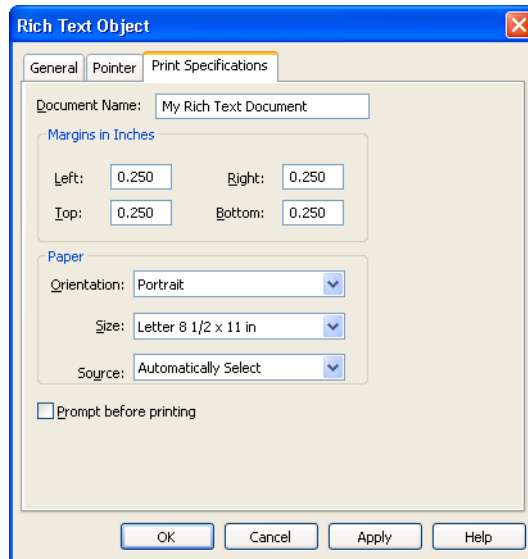 Rich Text Object
General Pointer Print Specifications
Document Name: My Rich Text Document
Margins in Inches
Left: 0.250 Right: 0.250
Top: 0.250 Bottom: 0.250
Paper
Orientation: Portrait
Size: Letter 8 1/2 x 11 in
Source: Automatically Select
Prompt before printing
OK Cancel Apply Help